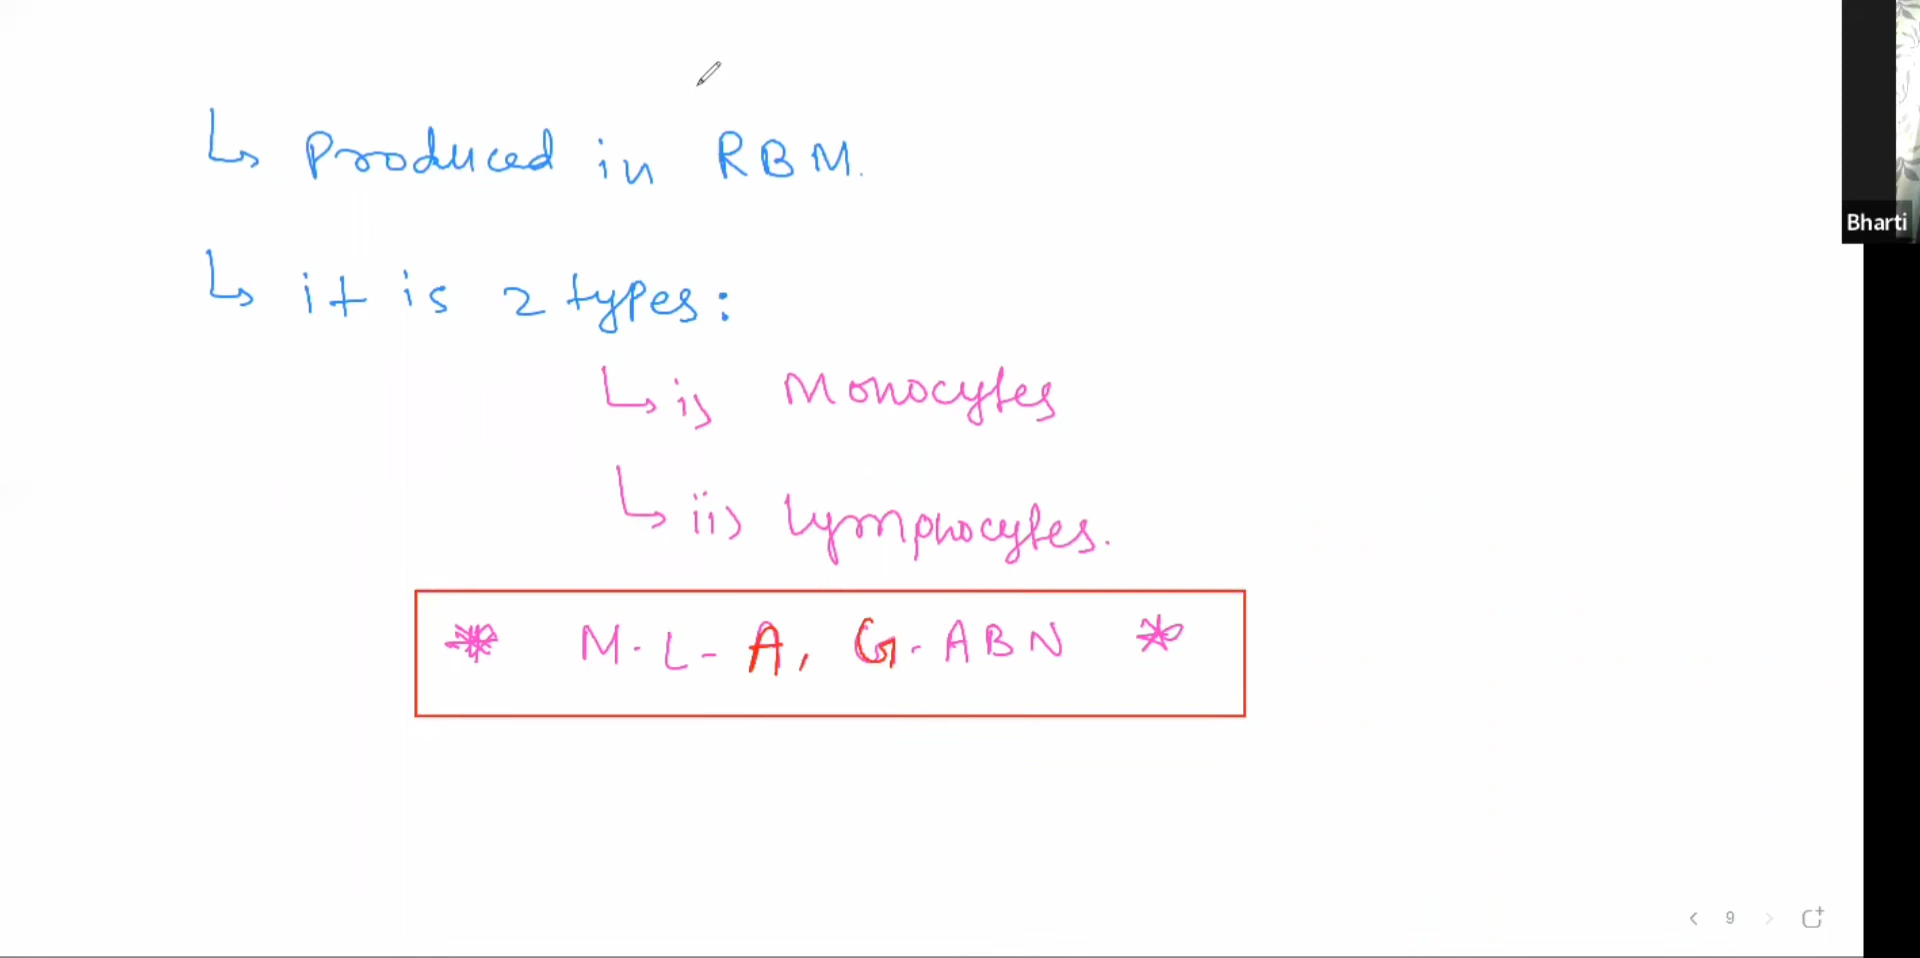 ↳ Produced in RBM.
Bharti
↳ it is 2 types:
↳ i) Monocytes
↳ ii) Lymphocytes.
* M-L-A, G-ABN *
9